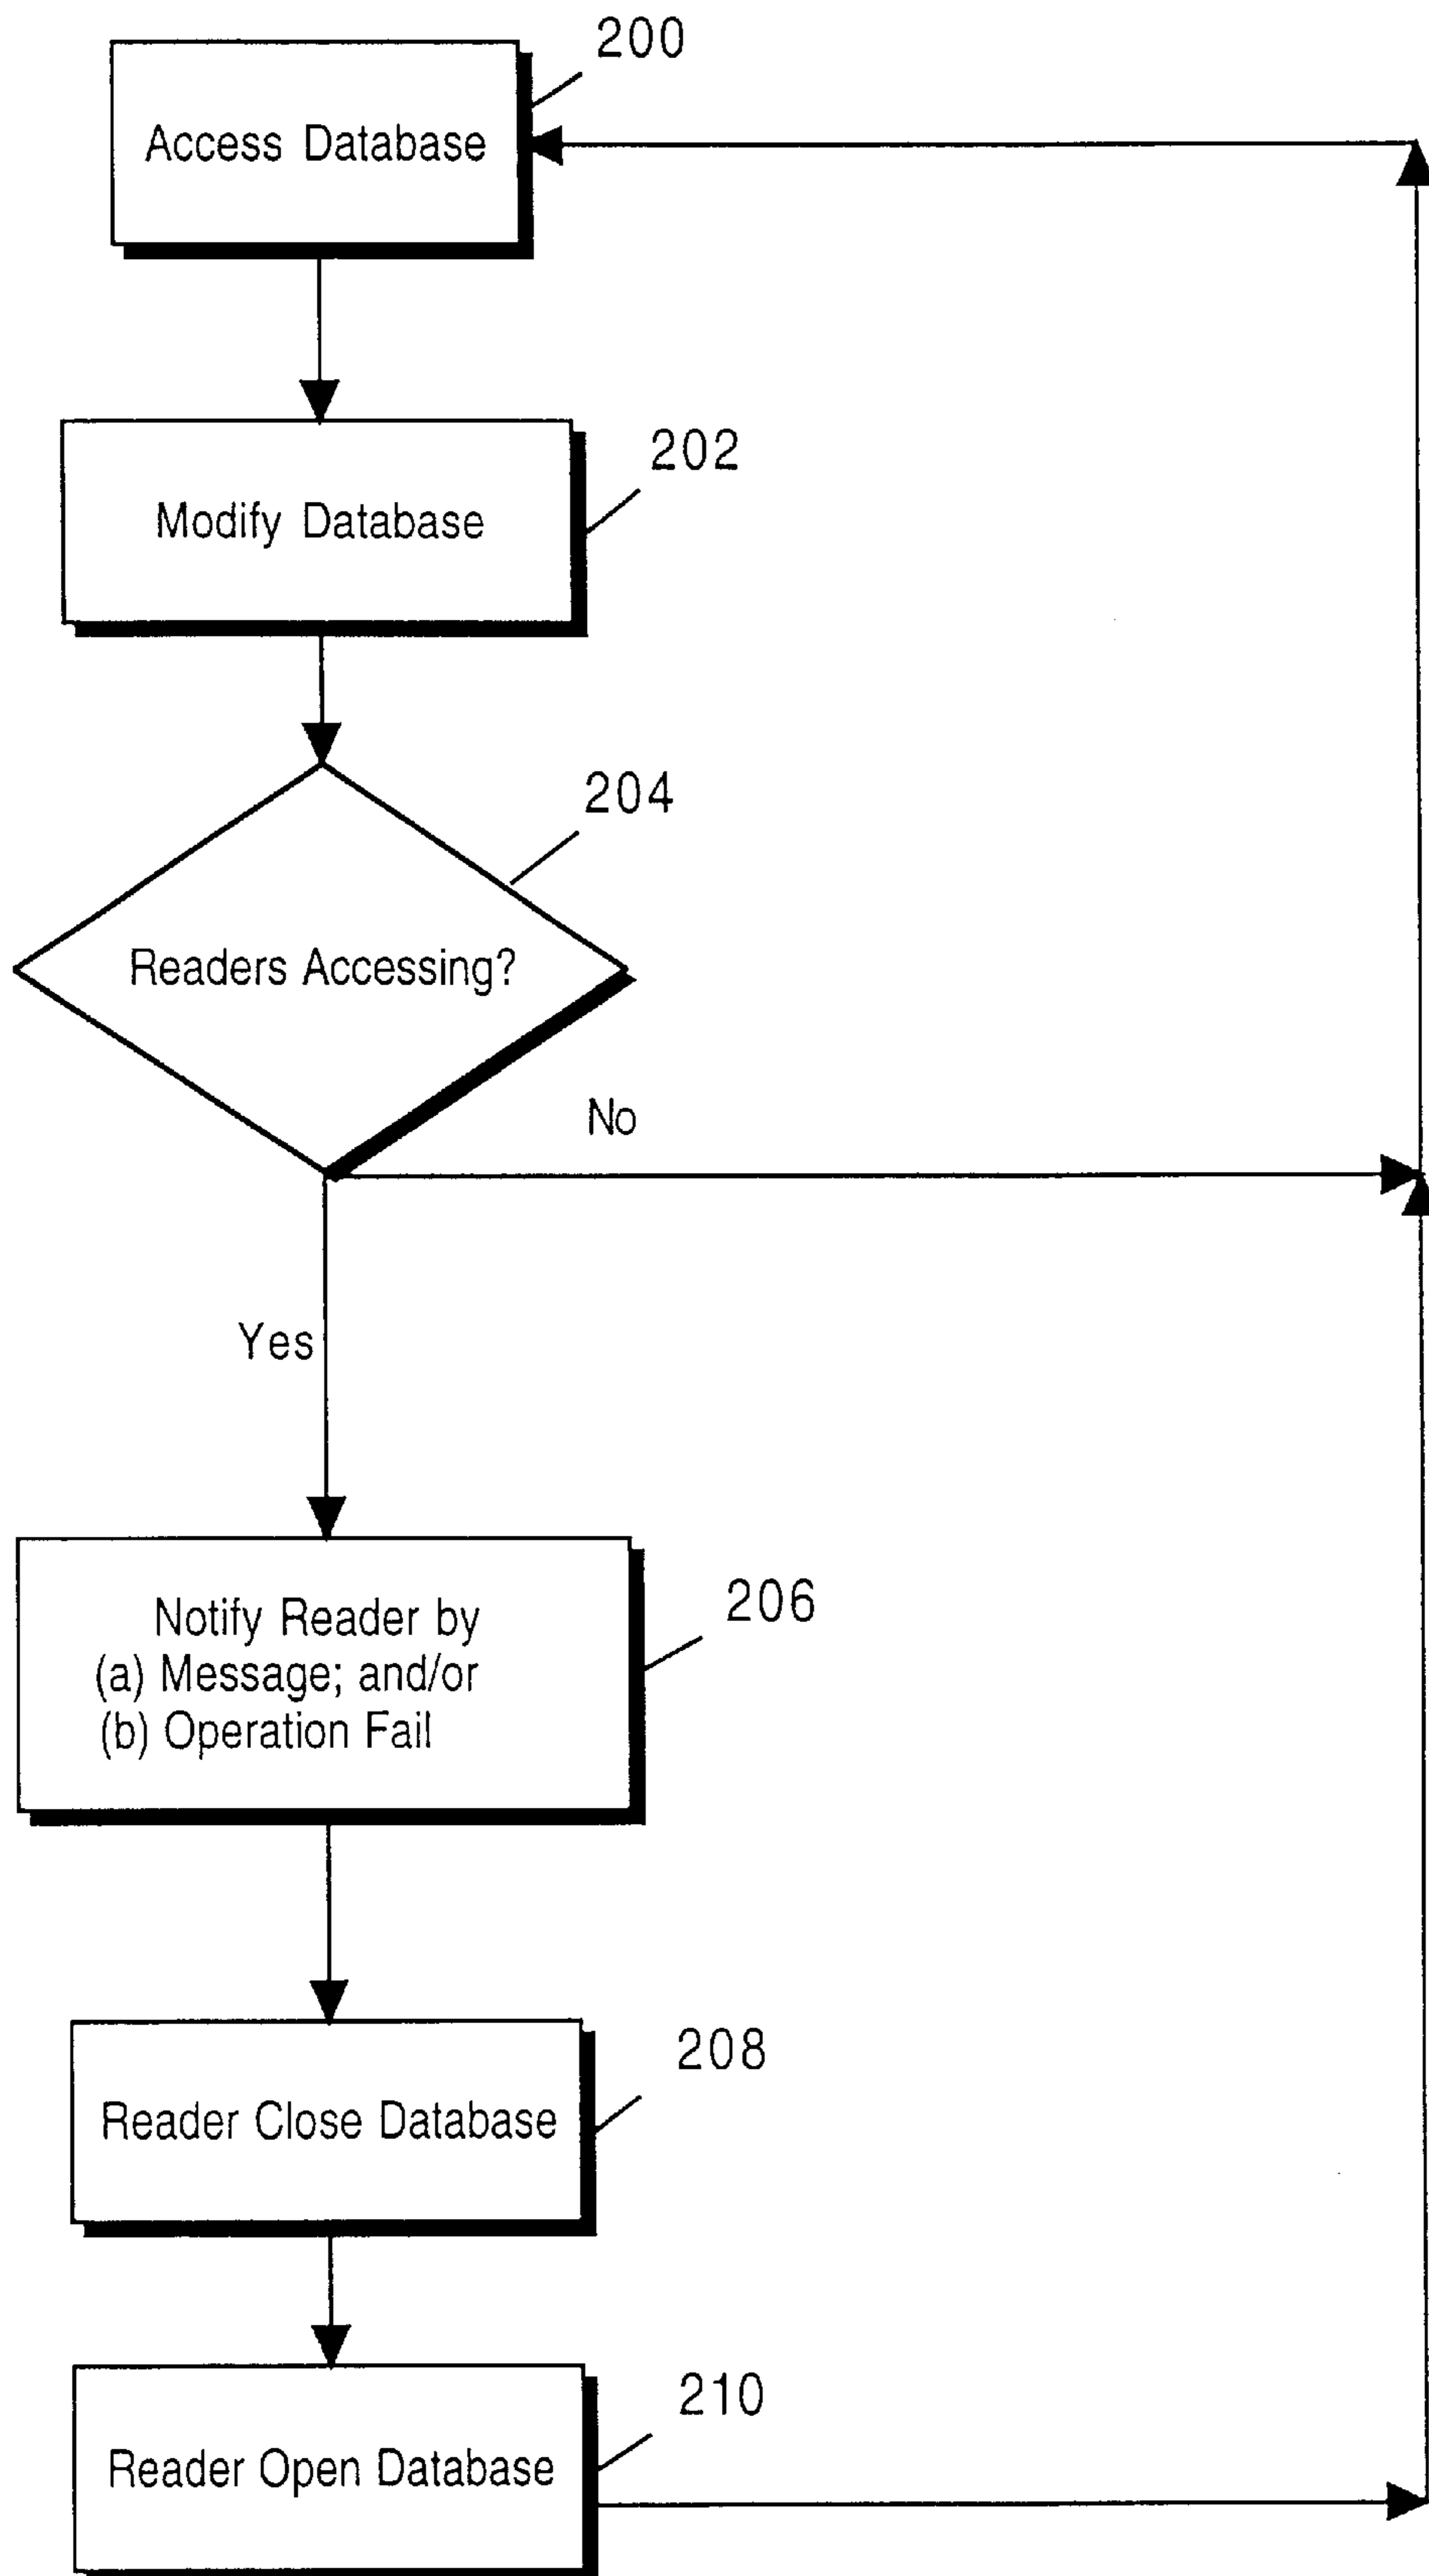 200
Access Database
202
Modify Database
204
Readers Accessing?
No
Yes
206
Notify Reader by
(a) Message; and/or
(b) Operation Fail
208
Reader Close Database
210
Reader Open Database